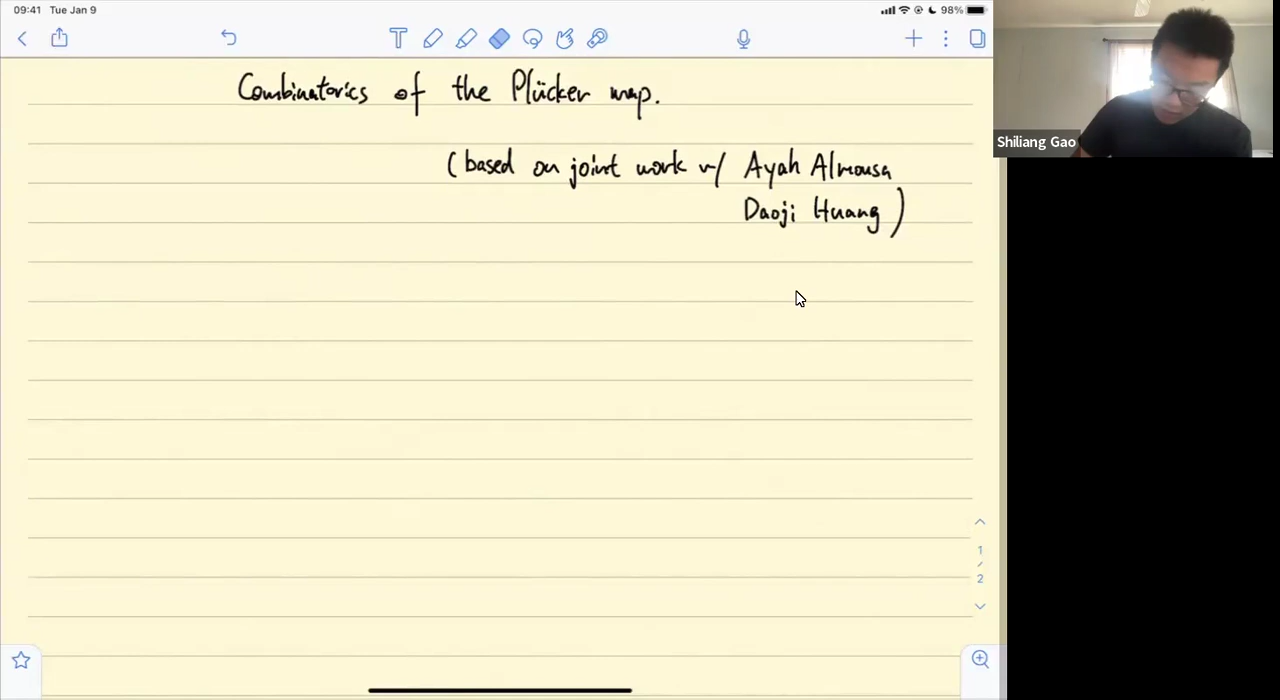 09:41 Tue Jan 9
98%
Combinatorics of the Plücker map.
(based on joint work w/ Ayah Almousa
Daoji Huang)
Shiliang Gao
1
/
2